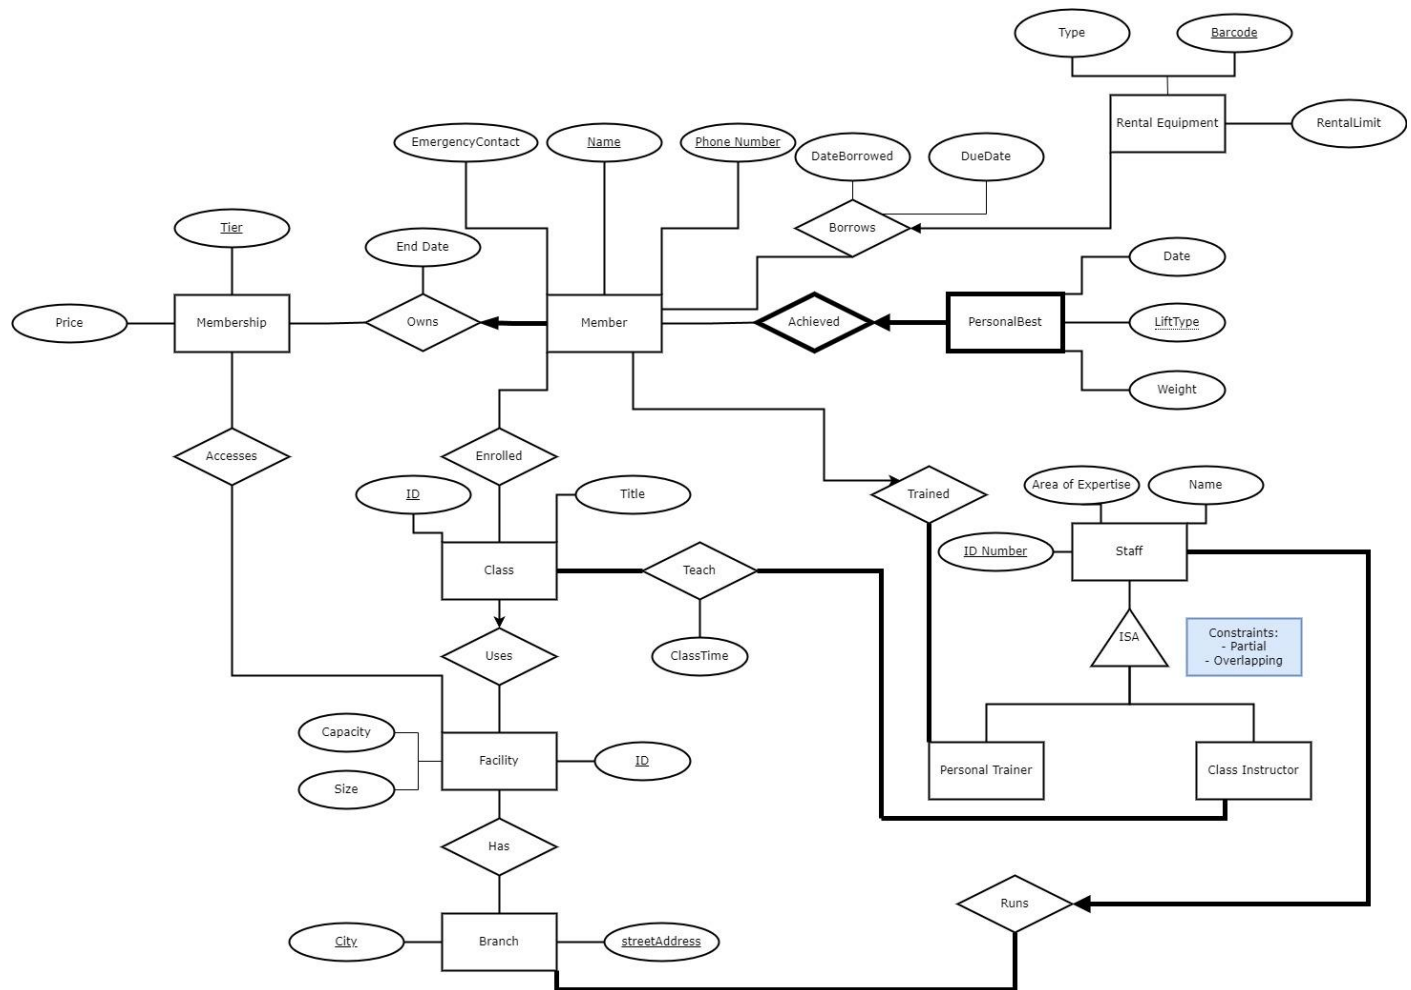 Type
Barcode
Rental Equipment
RentalLimit
EmergencyContact
Name
Phone Number
DateBorrowed
DueDate
Borrows
Tier
End Date
Date
Price
Membership
Owns
Member
Achieved
PersonalBest
LiftType
Weight
Accesses
Enrolled
ID
Title
Trained
Area of Expertise
Name
ID Number
Staff
Class
Teach
ISA
Constraints:
- Partial
- Overlapping
Uses
ClassTime
Capacity
Size
Facility
ID
Personal Trainer
Class Instructor
Has
Runs
City
Branch
streetAddress